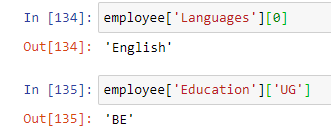 In [134]: employee['Languages'][0]
Out[134]: 'English'
In [135]: employee['Education']['UG']
Out[135]: 'BE'